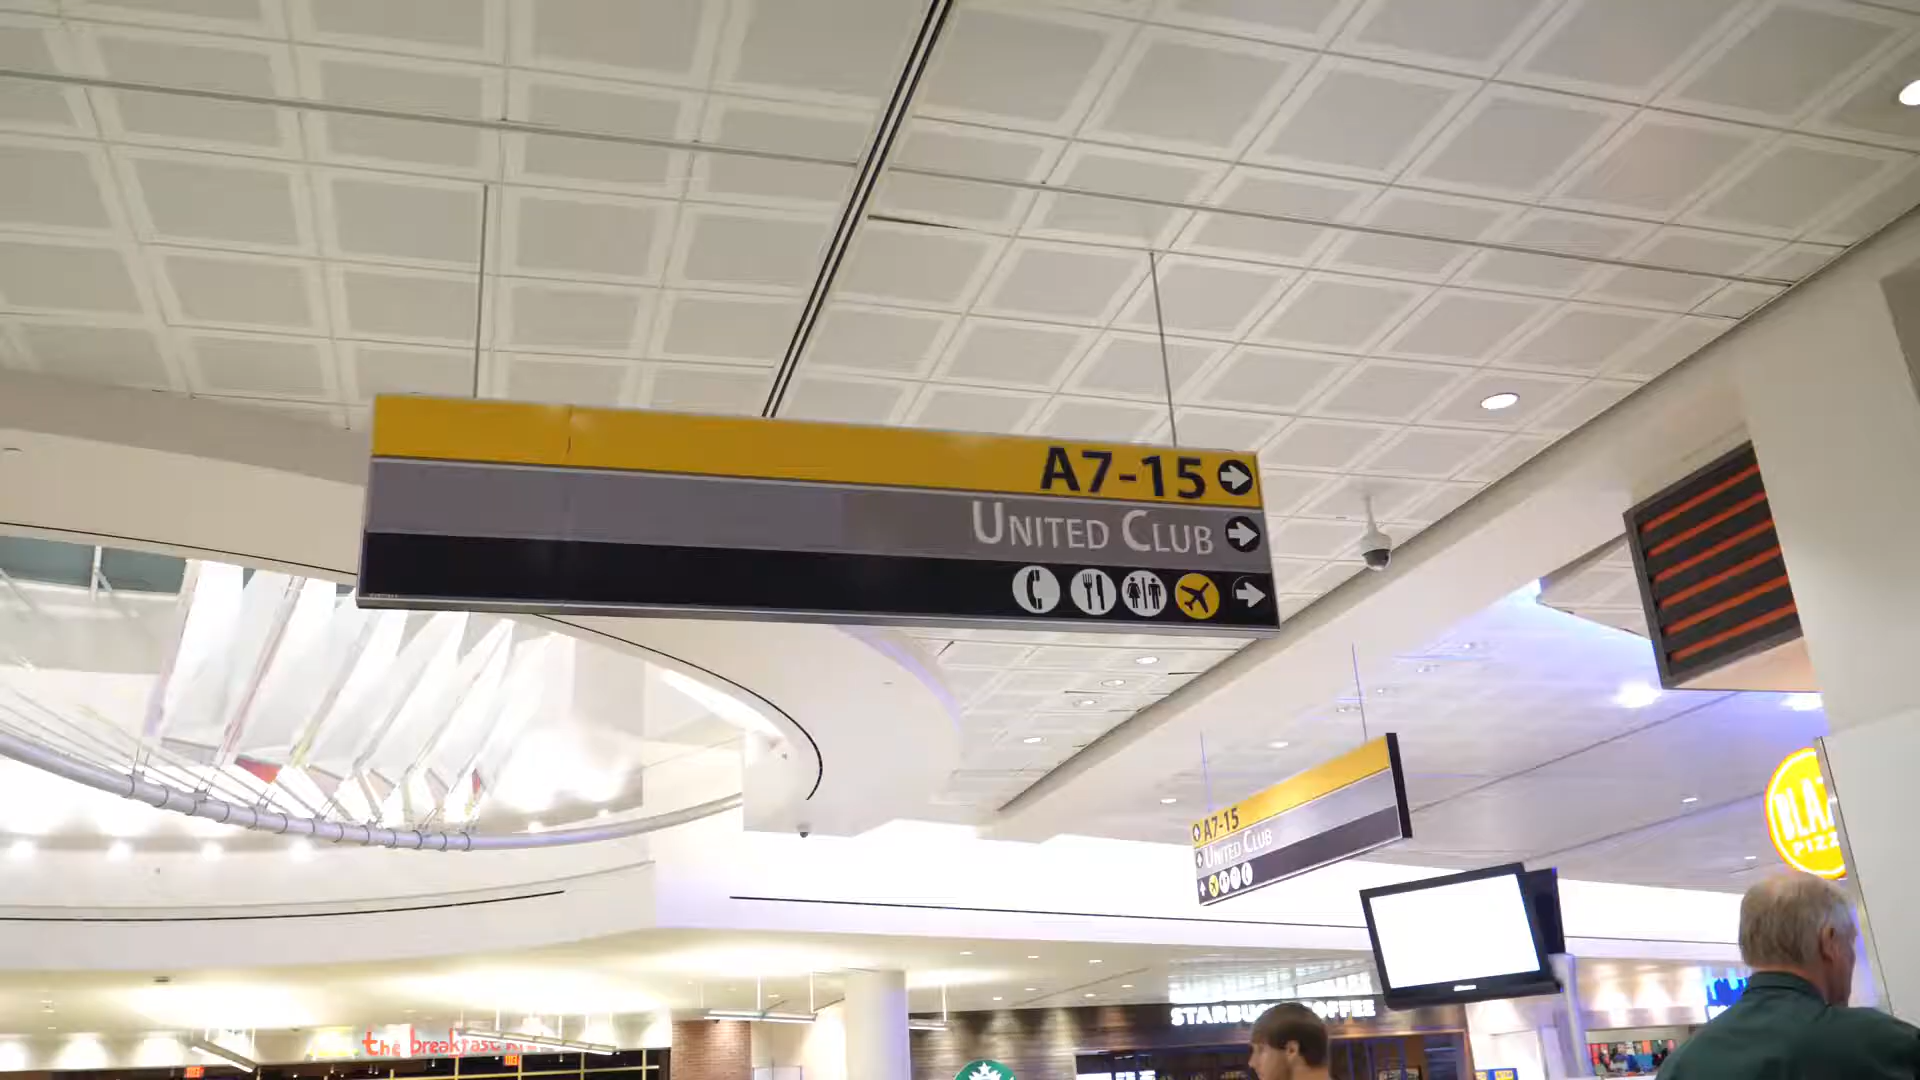 A7-15
UNITED CLUB
A7-15
UNITED CLUB
STARBUCKS COFFEE
the breakfast